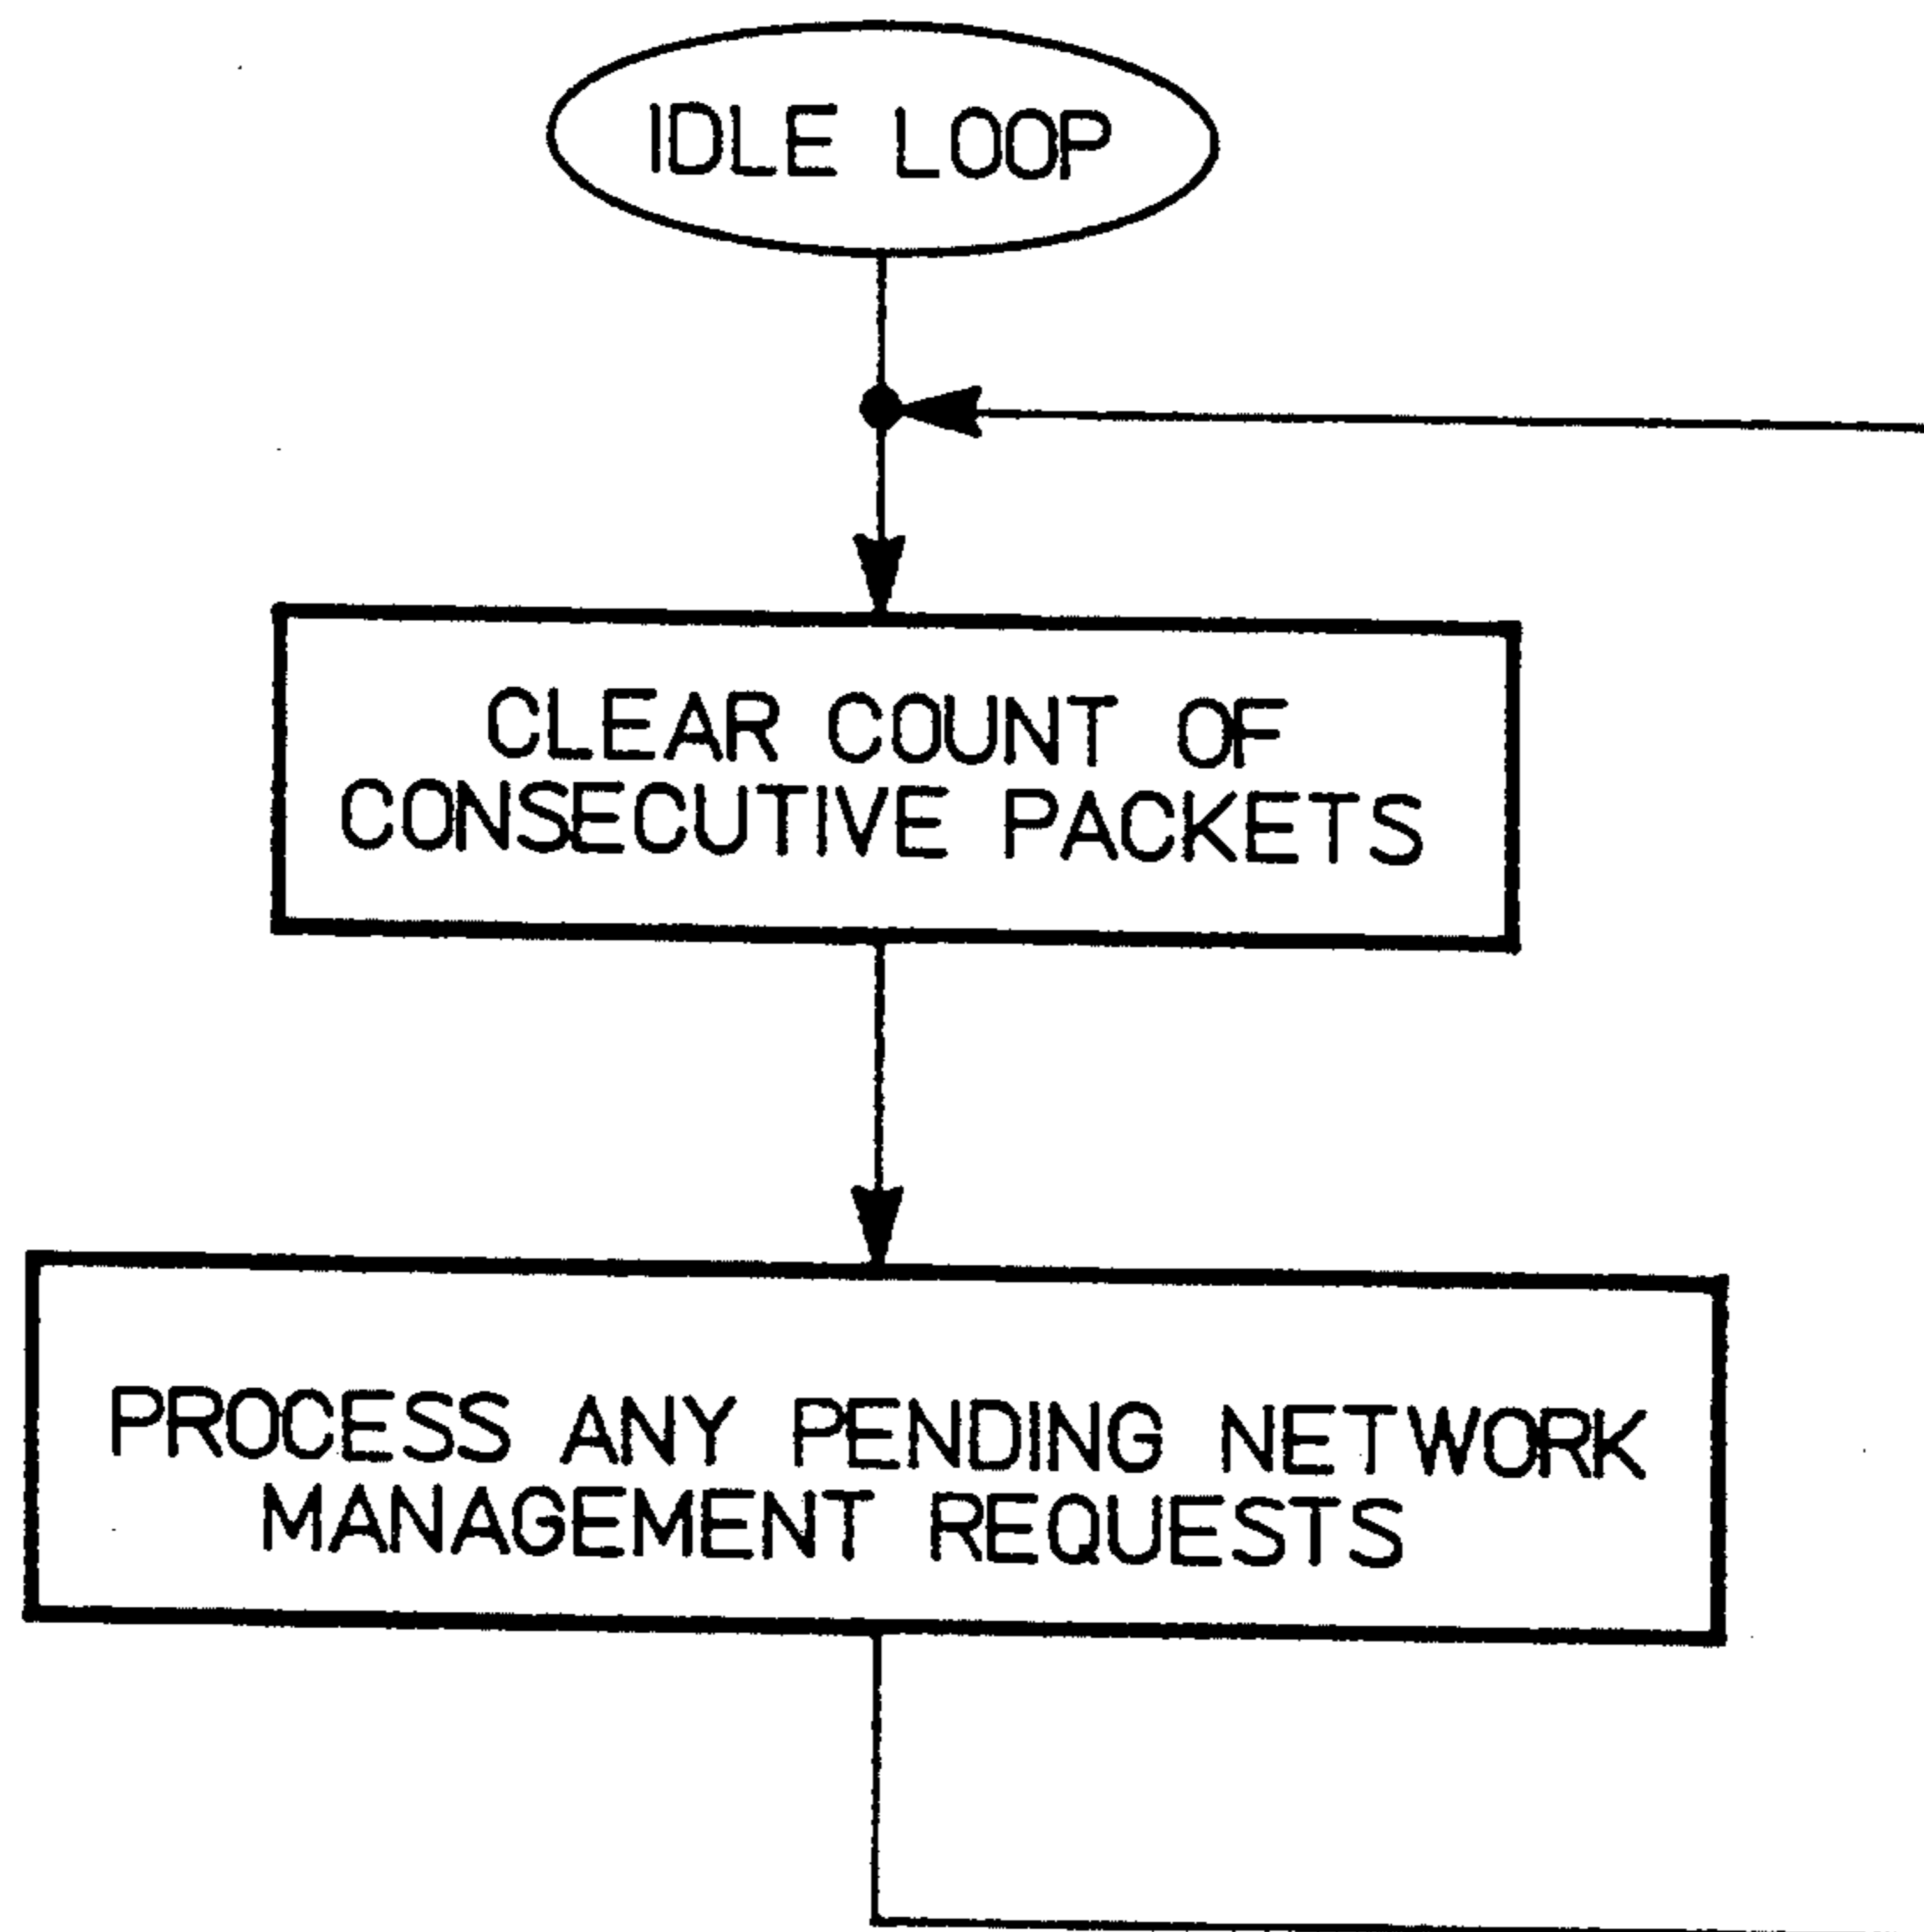 IDLE LOOP
CLEAR COUNT OF
CONSECUTIVE PACKETS
PROCESS ANY PENDING NETWORK
MANAGEMENT REQUESTS